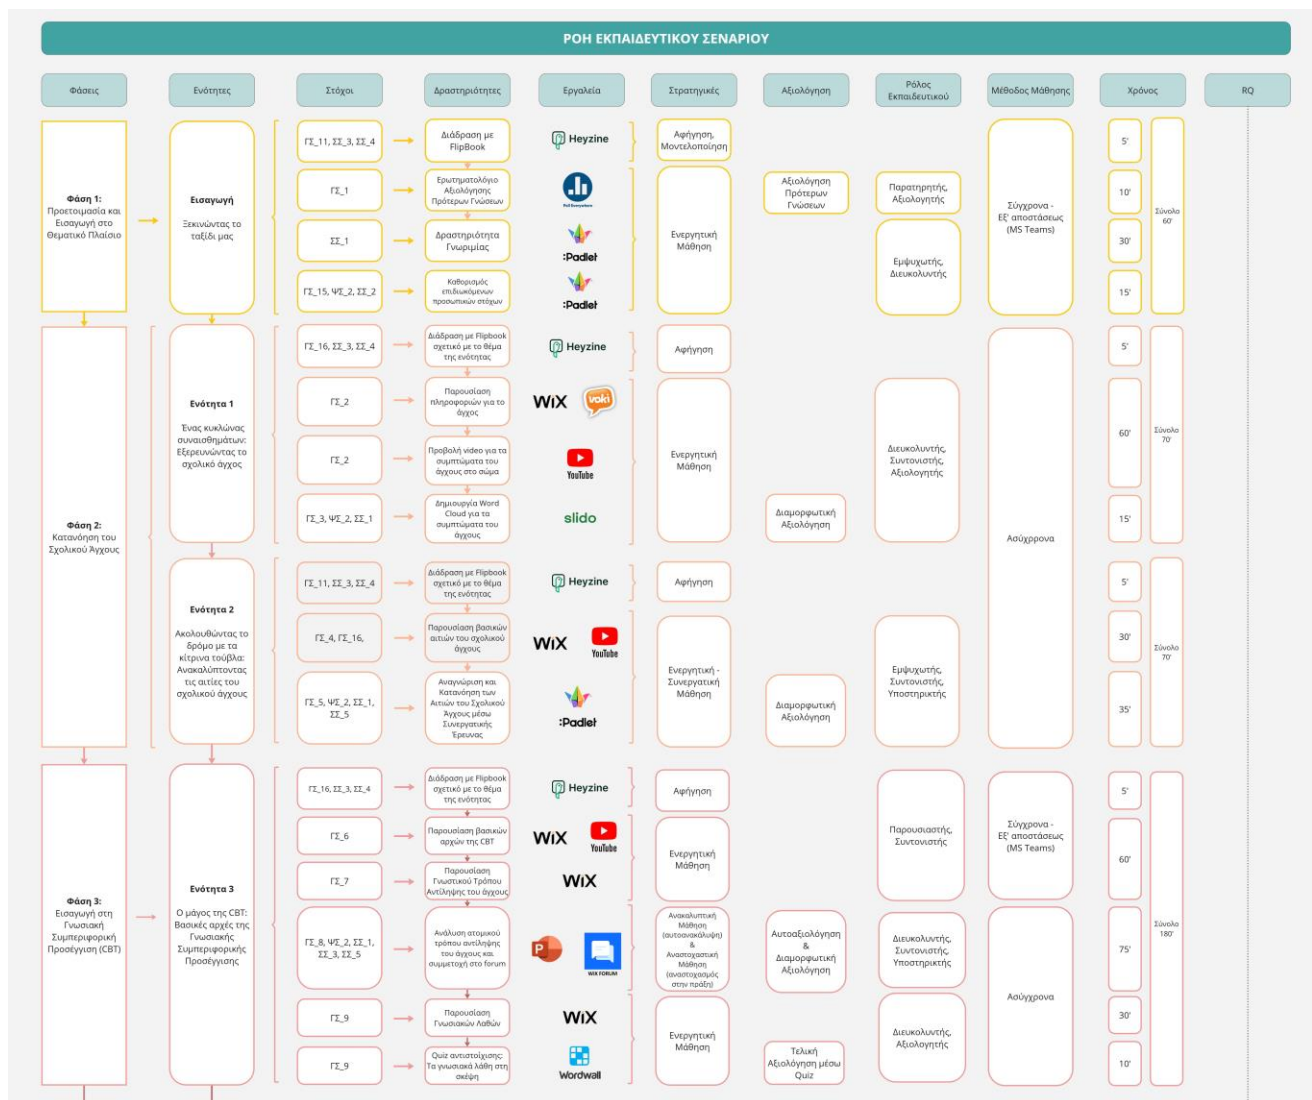 ΡΟΗ ΕΚΠΑΙΔΕΥΤΙΚΟΥ ΣΕΝΑΡΙΟΥ
Φάσεις
Ενότητες
Στόχοι
Δραστηριότητες
Εργαλεία
Στρατηγικές
Αξιολόγηση
Ρόλος
Εκπαιδευτικού
Μέθοδος Μάθησης
Χρόνος
RQ
Φάση 1:
Προετοιμασία και
Εισαγωγή στο
Θεματικό Πλαίσιο
Εισαγωγή
Ξεκινώντας το
ταξίδι μας
ΓΣ_11, ΣΣ_3, ΣΣ_4
Διάδραση με
FlipBook
Heyzine
Αφήγηση,
Μοντελοποίηση
5'
ΓΣ_1
Ερωτηματολόγιο
Αξιολόγησης
Πρότερων Γνώσεων
Poll Everywhere
Ενεργητική
Μάθηση
Αξιολόγηση
Πρότερων
Γνώσεων
Παρατηρητής,
Αξιολογητής
Σύγχρονα -
Εξ' αποστάσεως
(MS Teams)
10'
Σύνολο
60'
ΣΣ_1
Δραστηριότητα
Γνωριμίας
:Padlet
Εμψυχωτής,
Διευκολυντής
30'
ΓΣ_15, ΨΣ_2, ΣΣ_2
Καθορισμός
επιδιωκόμενων
προσωπικών στόχων
:Padlet
15'
Φάση 2:
Κατανόηση του
Σχολικού Άγχους
Ενότητα 1
Ένας κυκλώνας
συναισθημάτων:
Εξερευνώντας το
σχολικό άγχος
ΓΣ_16, ΣΣ_3, ΣΣ_4
Διάδραση με Flipbook
σχετικό με το θέμα
της ενότητας
Heyzine
Αφήγηση
5'
ΓΣ_2
Παρουσίαση
πληροφοριών για το
άγχος
WiX
voki
Ενεργητική
Μάθηση
Διευκολυντής,
Συντονιστής,
Αξιολογητής
60'
Σύνολο
70'
ΓΣ_2
Προβολή video για τα
συμπτώματα του
άγχους στο σώμα
YouTube
ΓΣ_3, ΨΣ_2, ΣΣ_1
Δημιουργία Word
Cloud για τα
συμπτώματα του
άγχους
slido
Διαμορφωτική
Αξιολόγηση
15'
Ασύχρρονα
Ενότητα 2
Ακολουθώντας το
δρόμο με τα
κίτρινα τούβλα:
Ανακαλύπτοντας
τις αιτίες του
σχολικού άγχους
ΓΣ_11, ΣΣ_3, ΣΣ_4
Διάδραση με Flipbook
σχετικό με το θέμα
της ενότητας
Heyzine
Αφήγηση
5'
ΓΣ_4, ΓΣ_16,
Παρουσίαση βασικών
αιτιών του σχολικού
άγχους
WiX
YouTube
Ενεργητική -
Συνεργατική
Μάθηση
Εμψυχωτής,
Συντονιστής,
Υποστηρικτής
30'
Σύνολο
70'
ΓΣ_5, ΨΣ_2, ΣΣ_1,
ΣΣ_5
Αναγνώριση και
Κατανόηση των
Αιτιών του Σχολικού
Άγχους μέσω
Συνεργατικής
Έρευνας
:Padlet
Διαμορφωτική
Αξιολόγηση
35'
Φάση 3:
Εισαγωγή στη
Γνωσιακή
Συμπεριφορική
Προσέγγιση (CBT)
Ενότητα 3
Ο μάγος της CBT:
Βασικές αρχές της
Γνωσιακής
Συμπεριφορικής
Προσέγγισης
ΓΣ_16, ΣΣ_3, ΣΣ_4
Διάδραση με Flipbook
σχετικό με το θέμα
της ενότητας
Heyzine
Αφήγηση
Παρουσιαστής,
Συντονιστής
Σύγχρονα -
Εξ' αποστάσεως
(MS Teams)
5'
ΓΣ_6
Παρουσίαση βασικών
αρχών της CBT
WiX
YouTube
Ενεργητική
Μάθηση
60'
ΓΣ_7
Παρουσίαση
Γνωστικού Τρόπου
Αντίληψης του άγχους
WiX
ΓΣ_8, ΨΣ_2, ΣΣ_1,
ΣΣ_3, ΣΣ_5
Ανάλυση ατομικού
τρόπου αντίληψης
του άγχους και
συμμετοχή στο forum
P
WIX FORUM
Ανακαλυπτική
Μάθηση
(αυτοανακάλυψη)
&
Αναστοχαστική
Μάθηση
(αναστοχασμός
στην πράξη)
Αυτοαξιολόγηση
&
Διαμορφωτική
Αξιολόγηση
Διευκολυντής,
Συντονιστής,
Υποστηρικτής
Ασύγχρονα
75'
Σύνολο
180'
ΓΣ_9
Παρουσίαση
Γνωσιακών Λαθών
WiX
Ενεργητική
Μάθηση
Διευκολυντής,
Αξιολογητής
30'
ΓΣ_9
Quiz αντιστοίχισης:
Τα γνωσιακά λάθη στη
σκέψη
Wordwall
Τελική
Αξιολόγηση μέσω
Quiz
10'